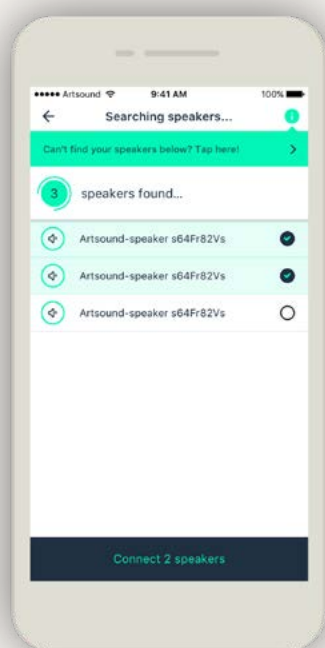 Artsound 9:41 AM 100%
Searching speakers...
Can't find your speakers below? Tap here!
3 speakers found...
Artsound-speaker s64Fr82Vs
Artsound-speaker s64Fr82Vs
Artsound-speaker s64Fr82Vs
Connect 2 speakers